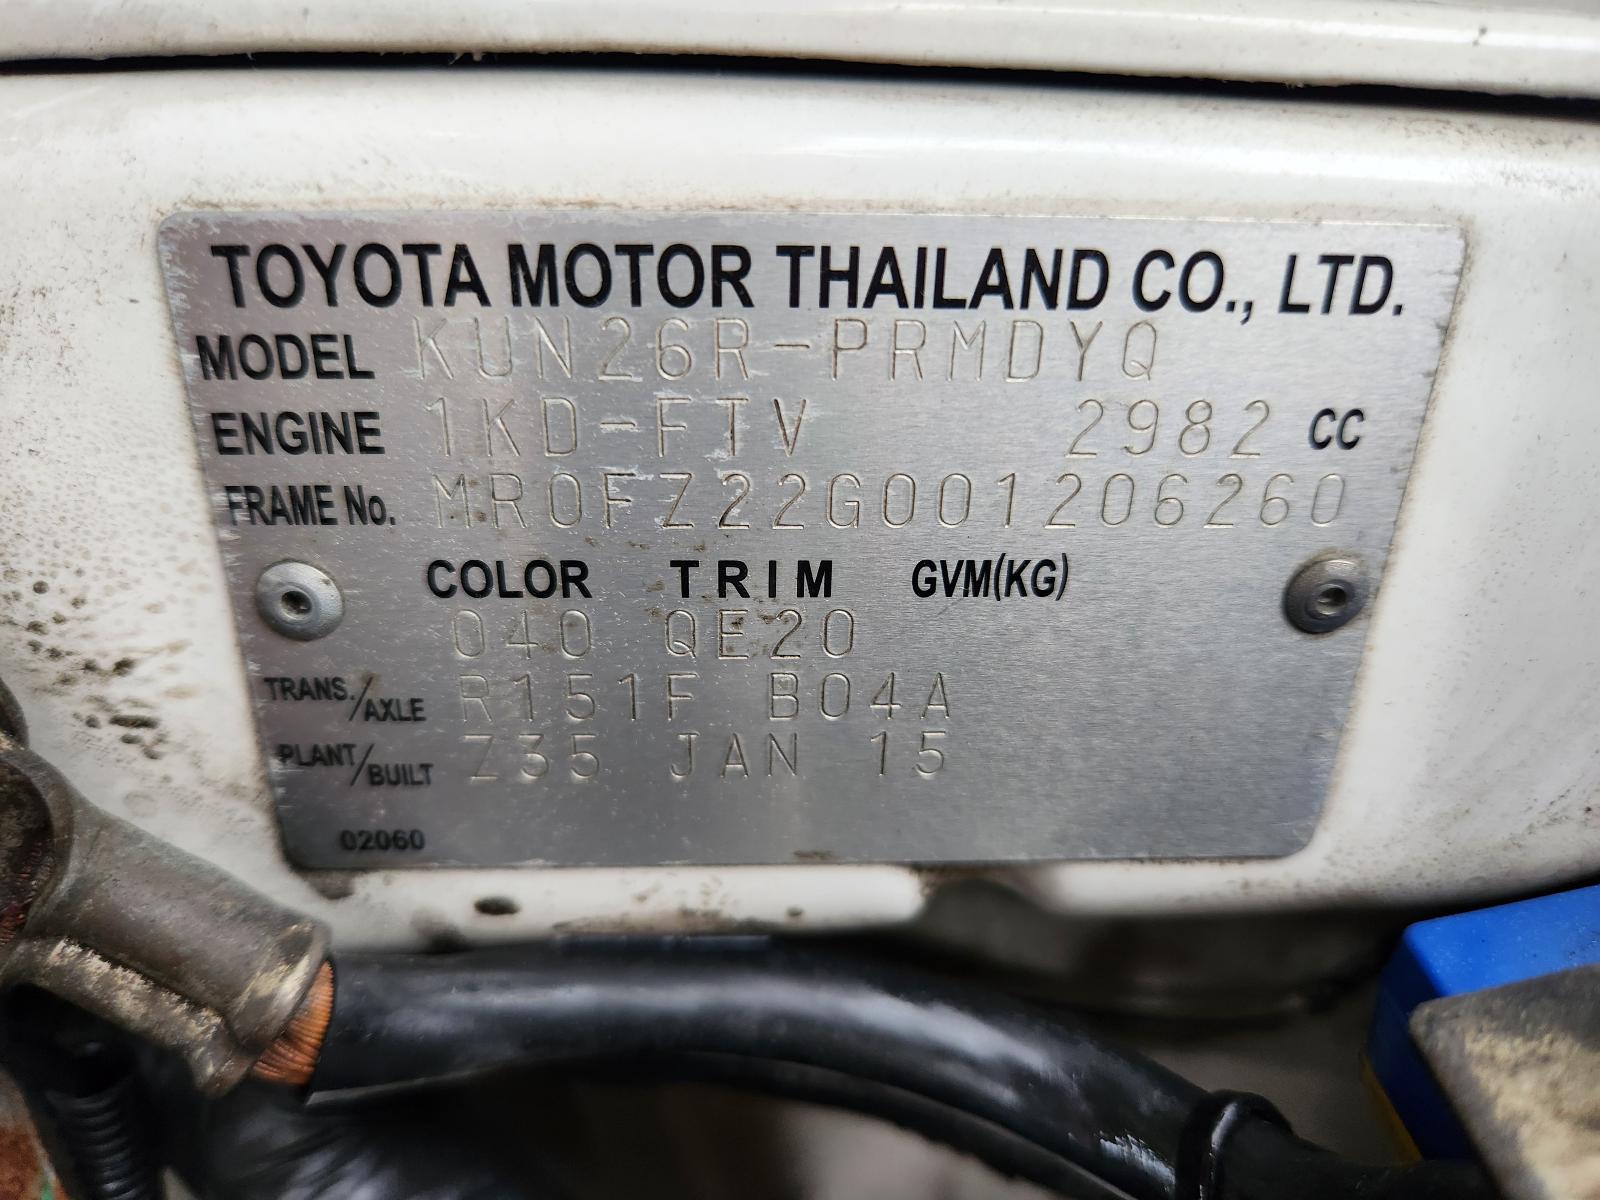 TOYOTA MOTOR THAILAND CO., LTD.
MODEL KUN26R-PRMDYQ
ENGINE 1KD-FTV 2982 CC
FRAME No. MR0FZ22G001206260
COLOR TRIM GVM(KG)
040 QE20
TRANS./AXLE R151F B04A
PLANT/BUILT Z35 JAN 15
02060